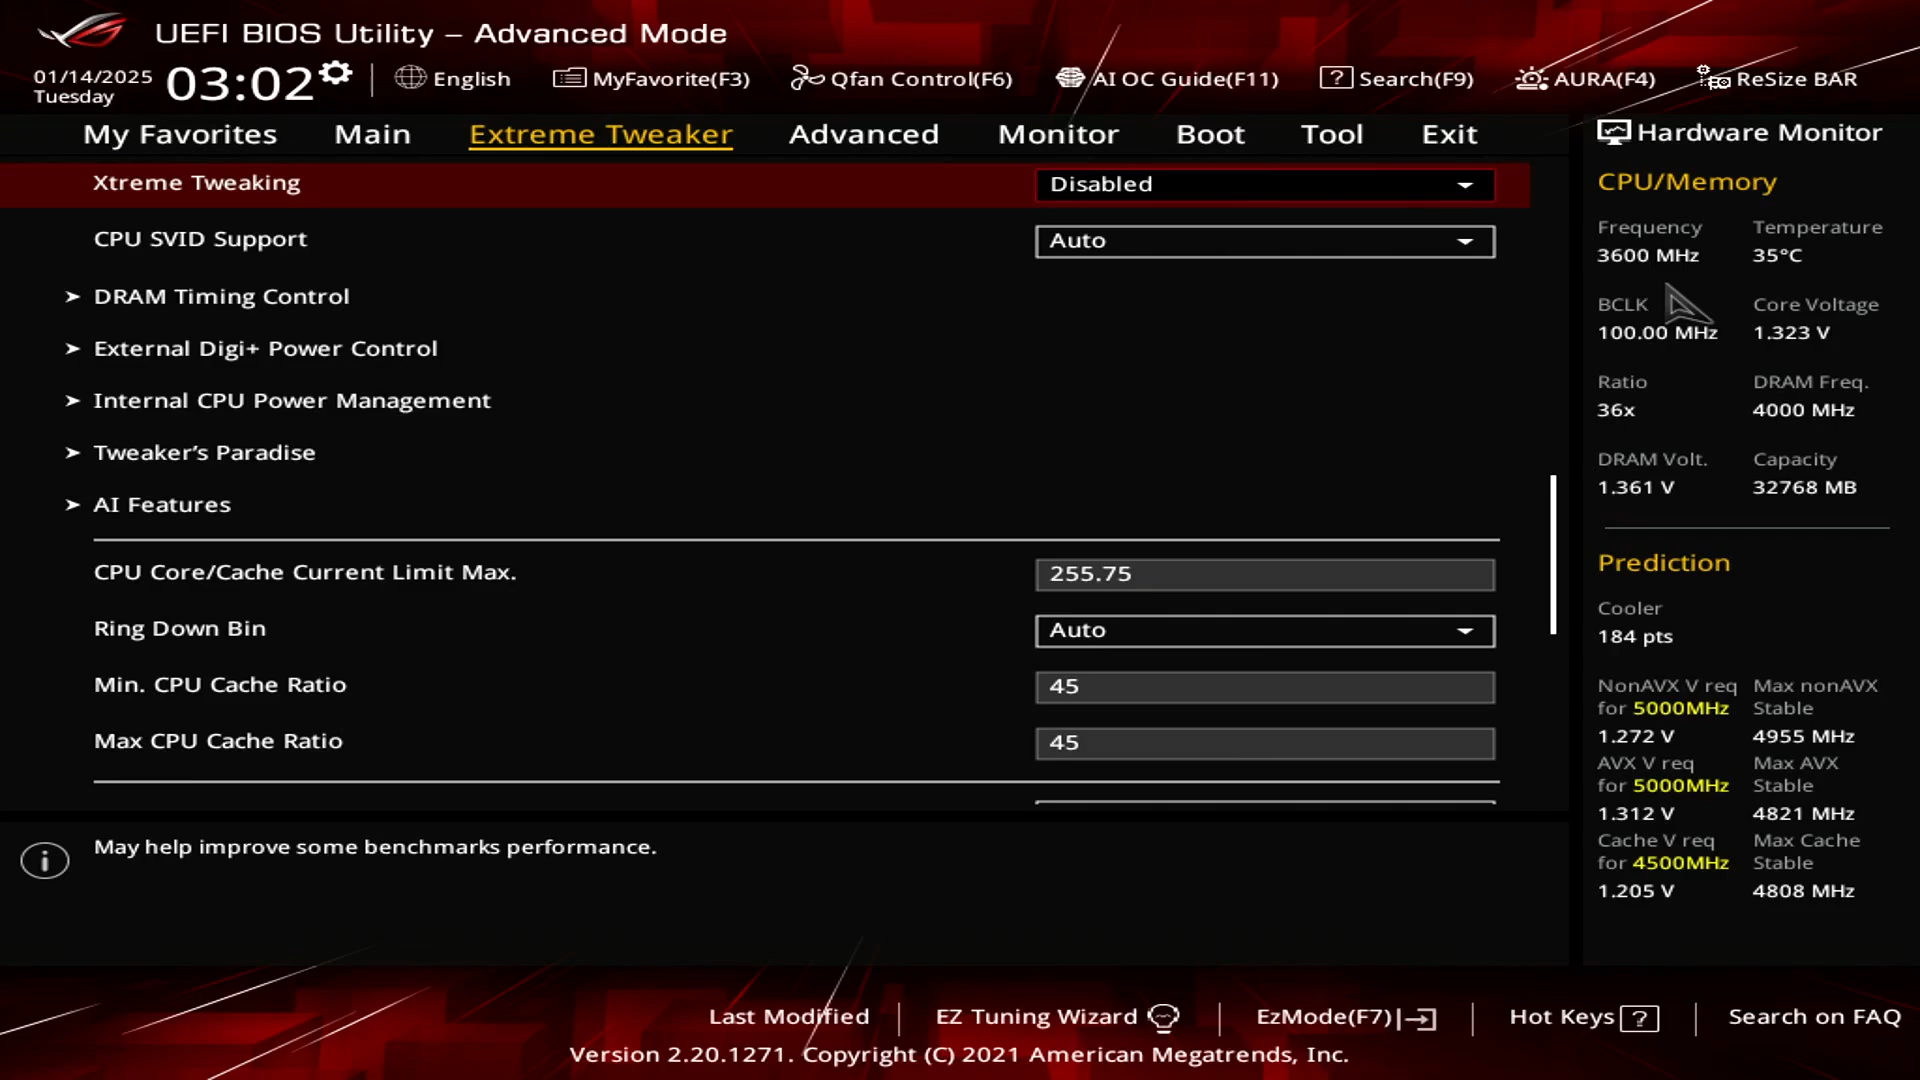 UEFI BIOS Utility – Advanced Mode
01/14/2025
Tuesday
03:02
English
MyFavorite(F3)
Qfan Control(F6)
AI OC Guide(F11)
Search(F9)
AURA(F4)
ReSize BAR
My Favorites
Main
Extreme Tweaker
Advanced
Monitor
Boot
Tool
Exit
Xtreme Tweaking
Disabled
CPU SVID Support
Auto
DRAM Timing Control
External Digi+ Power Control
Internal CPU Power Management
Tweaker's Paradise
AI Features
CPU Core/Cache Current Limit Max.
255.75
Ring Down Bin
Auto
Min. CPU Cache Ratio
45
Max CPU Cache Ratio
45
May help improve some benchmarks performance.
Hardware Monitor
CPU/Memory
Frequency Temperature
3600 MHz 35°C
BCLK Core Voltage
100.00 MHz 1.323 V
Ratio DRAM Freq.
36x 4000 MHz
DRAM Volt. Capacity
1.361 V 32768 MB
Prediction
Cooler
184 pts
NonAVX V req Max nonAVX
for 5000MHz Stable
1.272 V 4955 MHz
AVX V req Max AVX
for 5000MHz Stable
1.312 V 4821 MHz
Cache V req Max Cache
for 4500MHz Stable
1.205 V 4808 MHz
Last Modified
EZ Tuning Wizard
EzMode(F7)
Hot Keys ?
Search on FAQ
Version 2.20.1271. Copyright (C) 2021 American Megatrends, Inc.